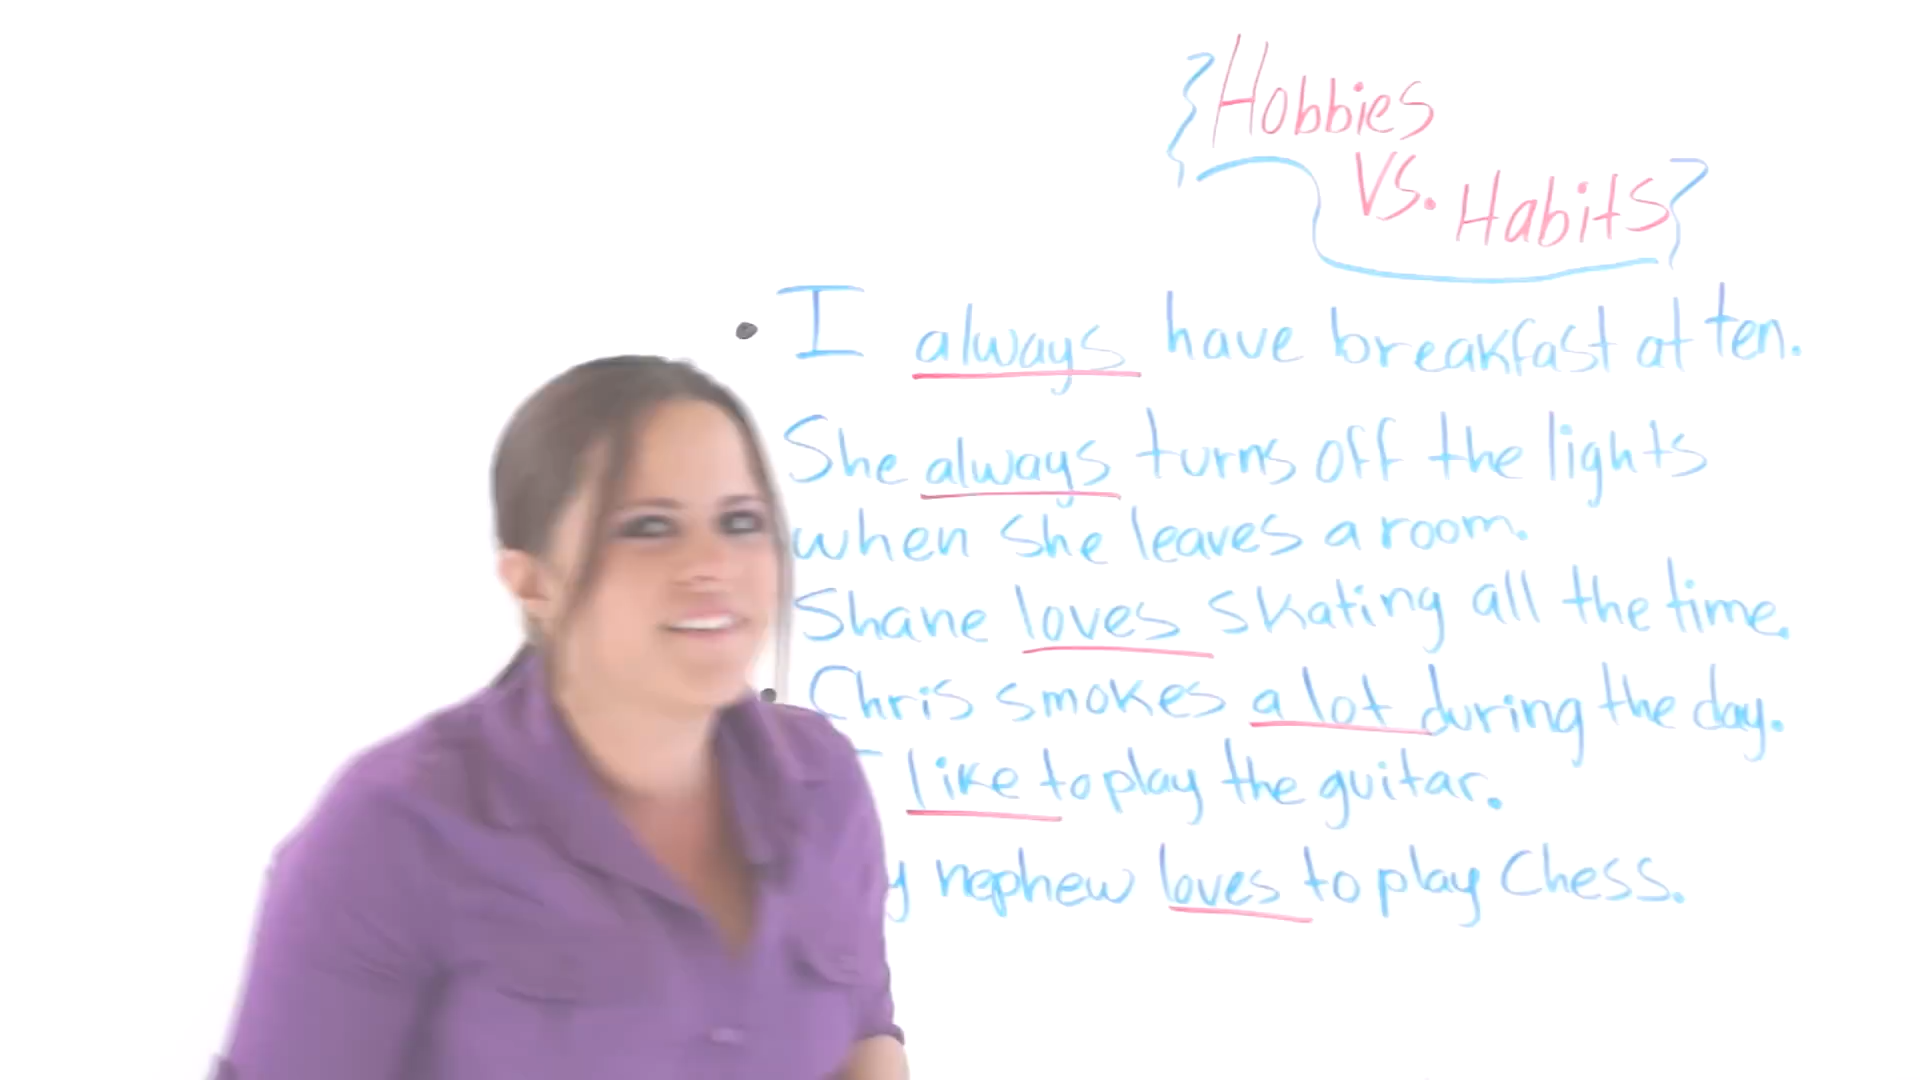 Hobbies
VS. Habits
• I always have breakfast at ten.
She always turns off the lights
when she leaves a room.
Shane loves skating all the time.
• Chris smokes a lot during the day.
like to play the guitar.
nephew loves to play Chess.